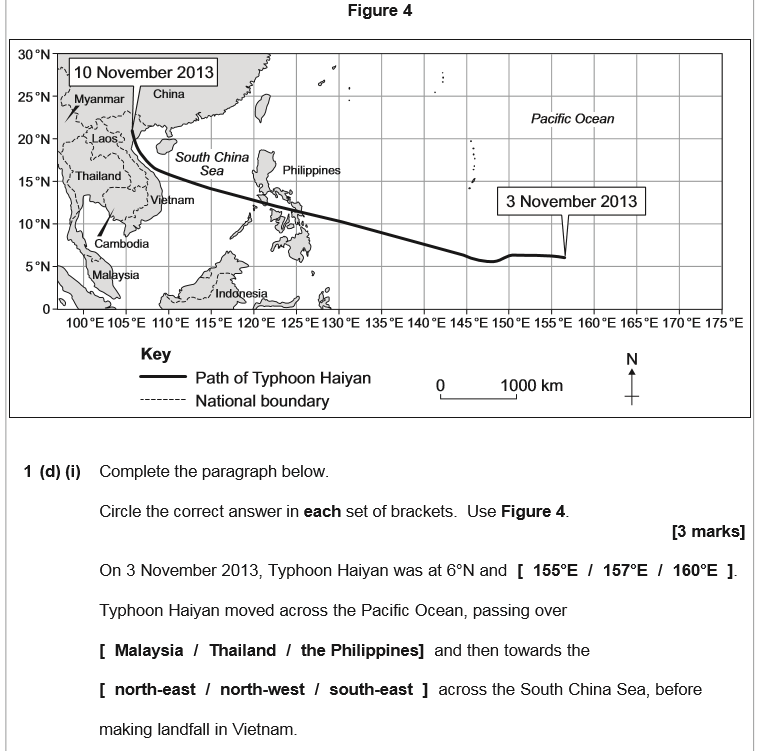 Figure 4
30°N
10 November 2013
25°N
Myanmar
China
Pacific Ocean
20°N
Laos
South China
Sea
Philippines
15°N
Thailand
Vietnam
3 November 2013
10°N
Cambodia
5°N
Malaysia
Indonesia
0
100°E 105°E 110°E 115°E 120°E 125°E 130°E 135°E 140°E 145°E 150°E 155°E 160°E 165°E 170°E 175°E
Key
Path of Typhoon Haiyan
National boundary
0 1000 km
N
1 (d) (i) Complete the paragraph below.
Circle the correct answer in each set of brackets. Use Figure 4.
[3 marks]
On 3 November 2013, Typhoon Haiyan was at 6°N and [ 155°E / 157°E / 160°E ].
Typhoon Haiyan moved across the Pacific Ocean, passing over
[ Malaysia / Thailand / the Philippines] and then towards the
[ north-east / north-west / south-east ] across the South China Sea, before
making landfall in Vietnam.